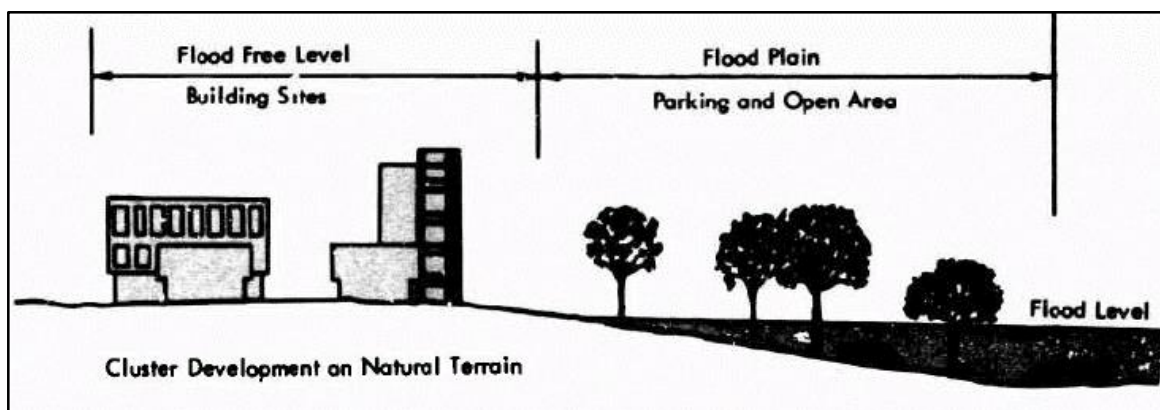 Flood Free Level
Building Sites
Flood Plain
Parking and Open Area
Flood Level
Cluster Development on Natural Terrain